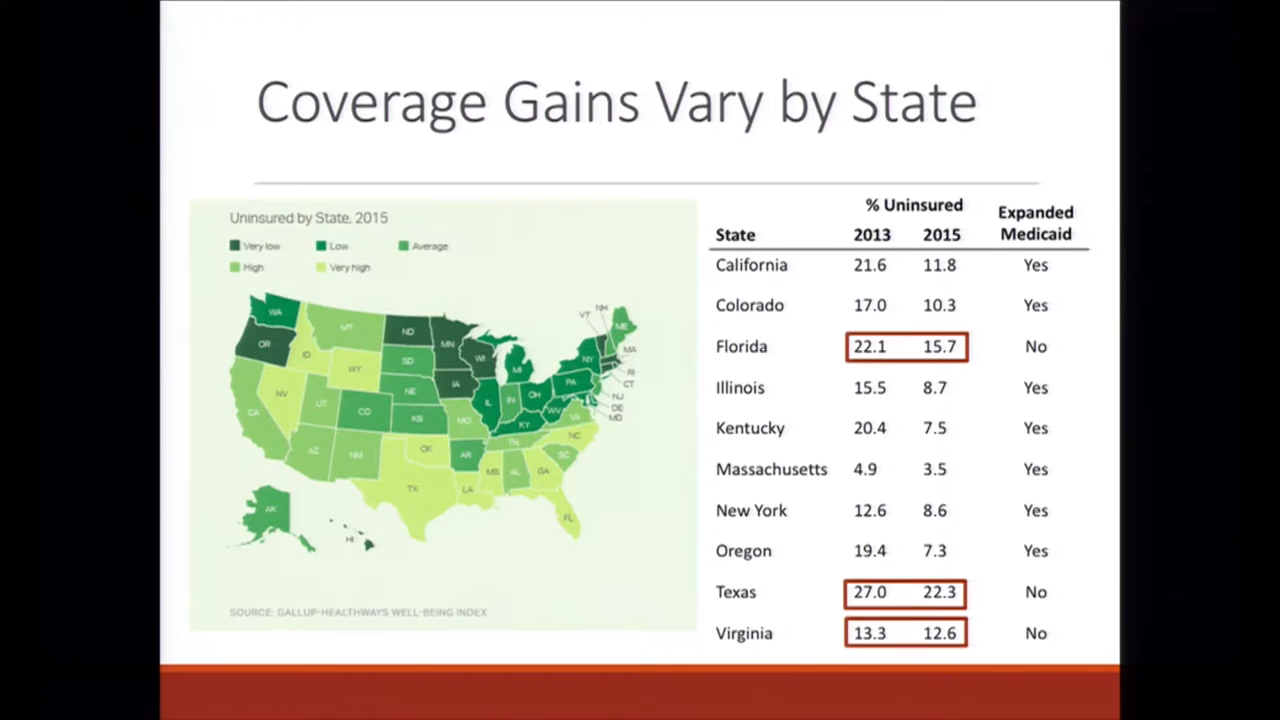 Coverage Gains Vary by State
Uninsured by State, 2015
Very low
Low
Average
High
Very high
WA
OR
ID
MT
WY
NV
CA
UT
AZ
CO
NM
ND
SD
NE
KS
OK
TX
MN
IA
MO
AR
LA
WI
IL
MI
IN
OH
KY
TN
MS
AL
GA
FL
SC
NC
VA
WV
PA
NY
VT
NH
ME
MA
RI
CT
NJ
DE
MD
AK
HI
SOURCE: GALLUP-HEALTHWAYS WELL-BEING INDEX
% Uninsured
Expanded
Medicaid
State 2013 2015
California 21.6 11.8 Yes
Colorado 17.0 10.3 Yes
Florida 22.1 15.7 No
Illinois 15.5 8.7 Yes
Kentucky 20.4 7.5 Yes
Massachusetts 4.9 3.5 Yes
New York 12.6 8.6 Yes
Oregon 19.4 7.3 Yes
Texas 27.0 22.3 No
Virginia 13.3 12.6 No